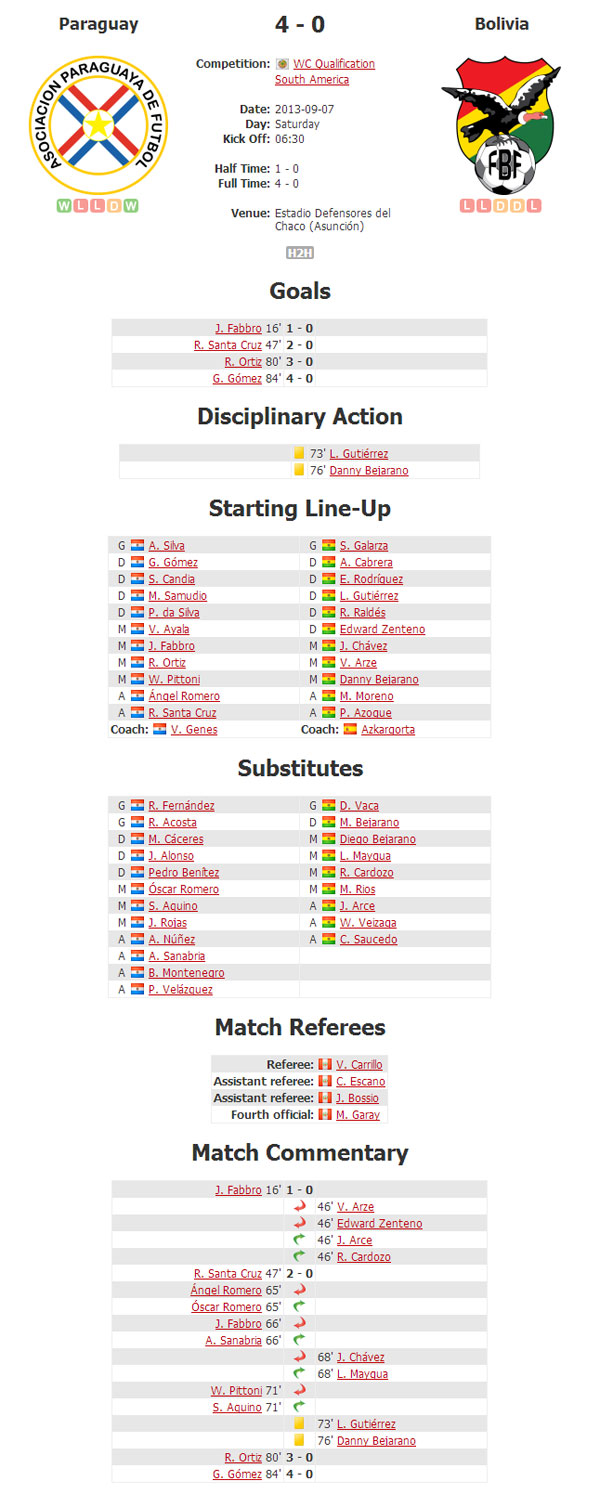 Paraguay 4 - 0 Bolivia
ASOCIACION PARAGUAYA DE FUTBOL
FBF
Competition: WC Qualification
South America
Date: 2013-09-07
Day: Saturday
Kick Off: 06:30
Half Time: 1 - 0
Full Time: 4 - 0
Venue: Estadio Defensores del
Chaco (Asunción)
W L L D W
L L D D L
H2H
Goals
J. Fabbro 16' 1 - 0
R. Santa Cruz 47' 2 - 0
R. Ortiz 80' 3 - 0
G. Gómez 84' 4 - 0
Disciplinary Action
73' L. Gutiérrez
76' Danny Bejarano
Starting Line-Up
G A. Silva G S. Galarza
D G. Gómez D A. Cabrera
D S. Candia D E. Rodríquez
D M. Samudio D L. Gutiérrez
D P. da Silva D R. Raldés
M V. Ayala D Edward Zenteno
M J. Fabbro M J. Chávez
M R. Ortiz M V. Arze
M W. Pittoni M Danny Bejarano
A Ángel Romero A M. Moreno
A R. Santa Cruz A P. Azogue
Coach: V. Genes Coach: Azkargorta
Substitutes
G R. Fernández G D. Vaca
G R. Acosta D M. Bejarano
D M. Cáceres M Diego Bejarano
D J. Alonso M L. Maygua
D Pedro Benítez M R. Cardozo
M Óscar Romero M M. Rios
M S. Aquino A J. Arce
M J. Rojas A W. Veizaga
A A. Núñez A C. Saucedo
A A. Sanabria
A B. Montenegro
A P. Velázquez
Match Referees
Referee: V. Carrillo
Assistant referee: C. Escano
Assistant referee: J. Bossio
Fourth official: M. Garay
Match Commentary
J. Fabbro 16' 1 - 0
46' V. Arze
46' Edward Zenteno
46' J. Arce
46' R. Cardozo
R. Santa Cruz 47' 2 - 0
Ángel Romero 65'
Óscar Romero 65'
J. Fabbro 66'
A. Sanabria 66'
68' J. Chávez
68' L. Maygua
W. Pittoni 71'
S. Aquino 71'
73' L. Gutiérrez
76' Danny Bejarano
R. Ortiz 80' 3 - 0
G. Gómez 84' 4 - 0